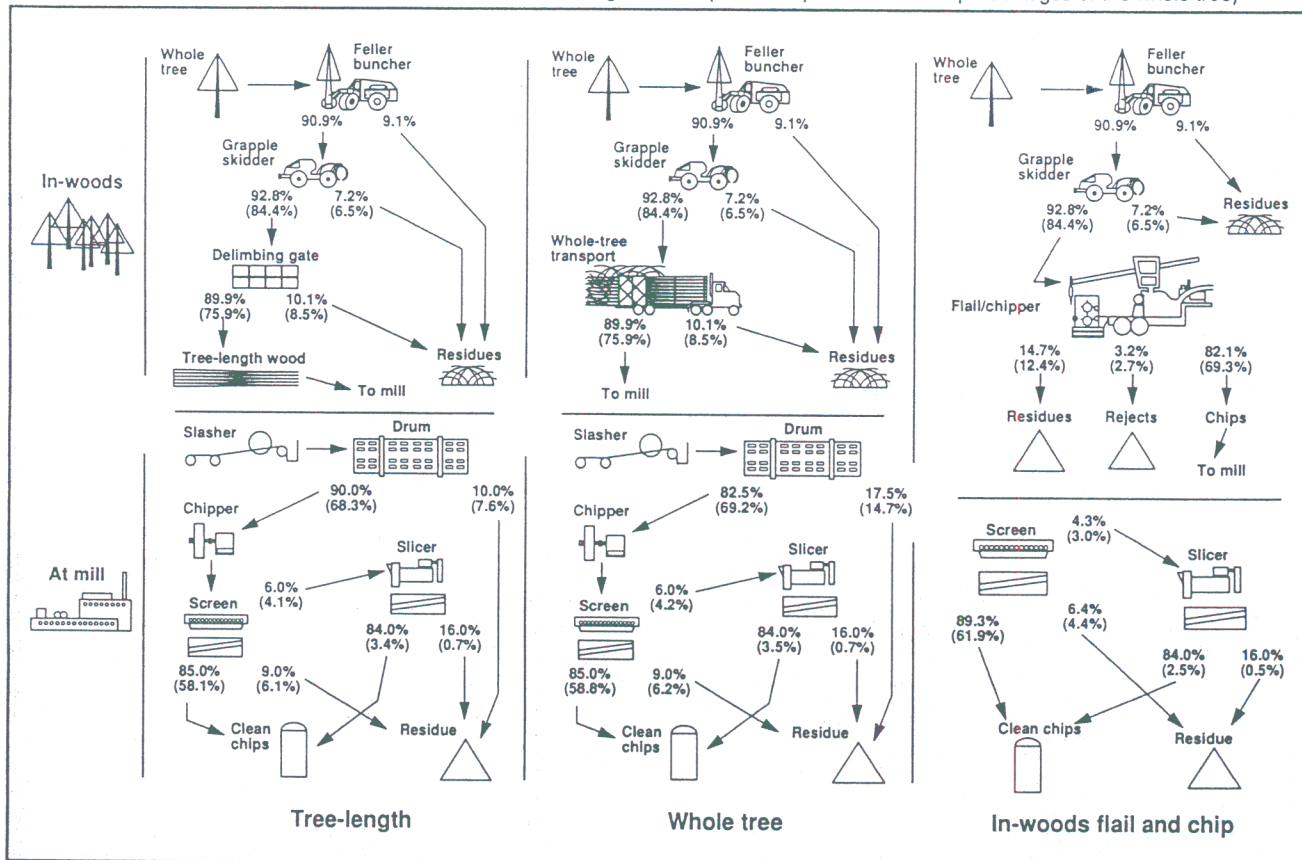 of the whole tree)
Whole
tree
Feller
buncher
90.9%
9.1%
Grapple
skidder
In-woods
92.8%
(84.4%)
7.2%
(6.5%)
Delimbing gate
89.9%
(75.9%)
10.1%
(8.5%)
Tree-length wood
Residues
To mill
Slasher
Drum
90.0%
(68.3%)
10.0%
(7.6%)
Chipper
At mill
Slicer
6.0%
(4.1%)
Screen
84.0%
(3.4%)
16.0%
(0.7%)
85.0%
(58.1%)
9.0%
(6.1%)
Clean
chips
Residue
Tree-length
Whole
tree
Feller
buncher
90.9%
9.1%
Grapple
skidder
92.8%
(84.4%)
7.2%
(6.5%)
Whole-tree
transport
89.9%
(75.9%)
10.1%
(8.5%)
Residues
To mill
Slasher
Drum
82.5%
(69.2%)
17.5%
(14.7%)
Chipper
Slicer
6.0%
(4.2%)
Screen
84.0%
(3.5%)
16.0%
(0.7%)
85.0%
(58.8%)
9.0%
(6.2%)
Clean
chips
Residue
Whole tree
Whole
tree
Feller
buncher
90.9%
9.1%
Grapple
skidder
92.8%
(84.4%)
7.2%
(6.5%)
Residues
Flail/chipper
14.7%
(12.4%)
3.2%
(2.7%)
82.1%
(69.3%)
Residues
Rejects
Chips
To mill
Screen
4.3%
(3.0%)
Slicer
89.3%
(61.9%)
6.4%
(4.4%)
84.0%
(2.5%)
16.0%
(0.5%)
Clean chips
Residue
In-woods flail and chip